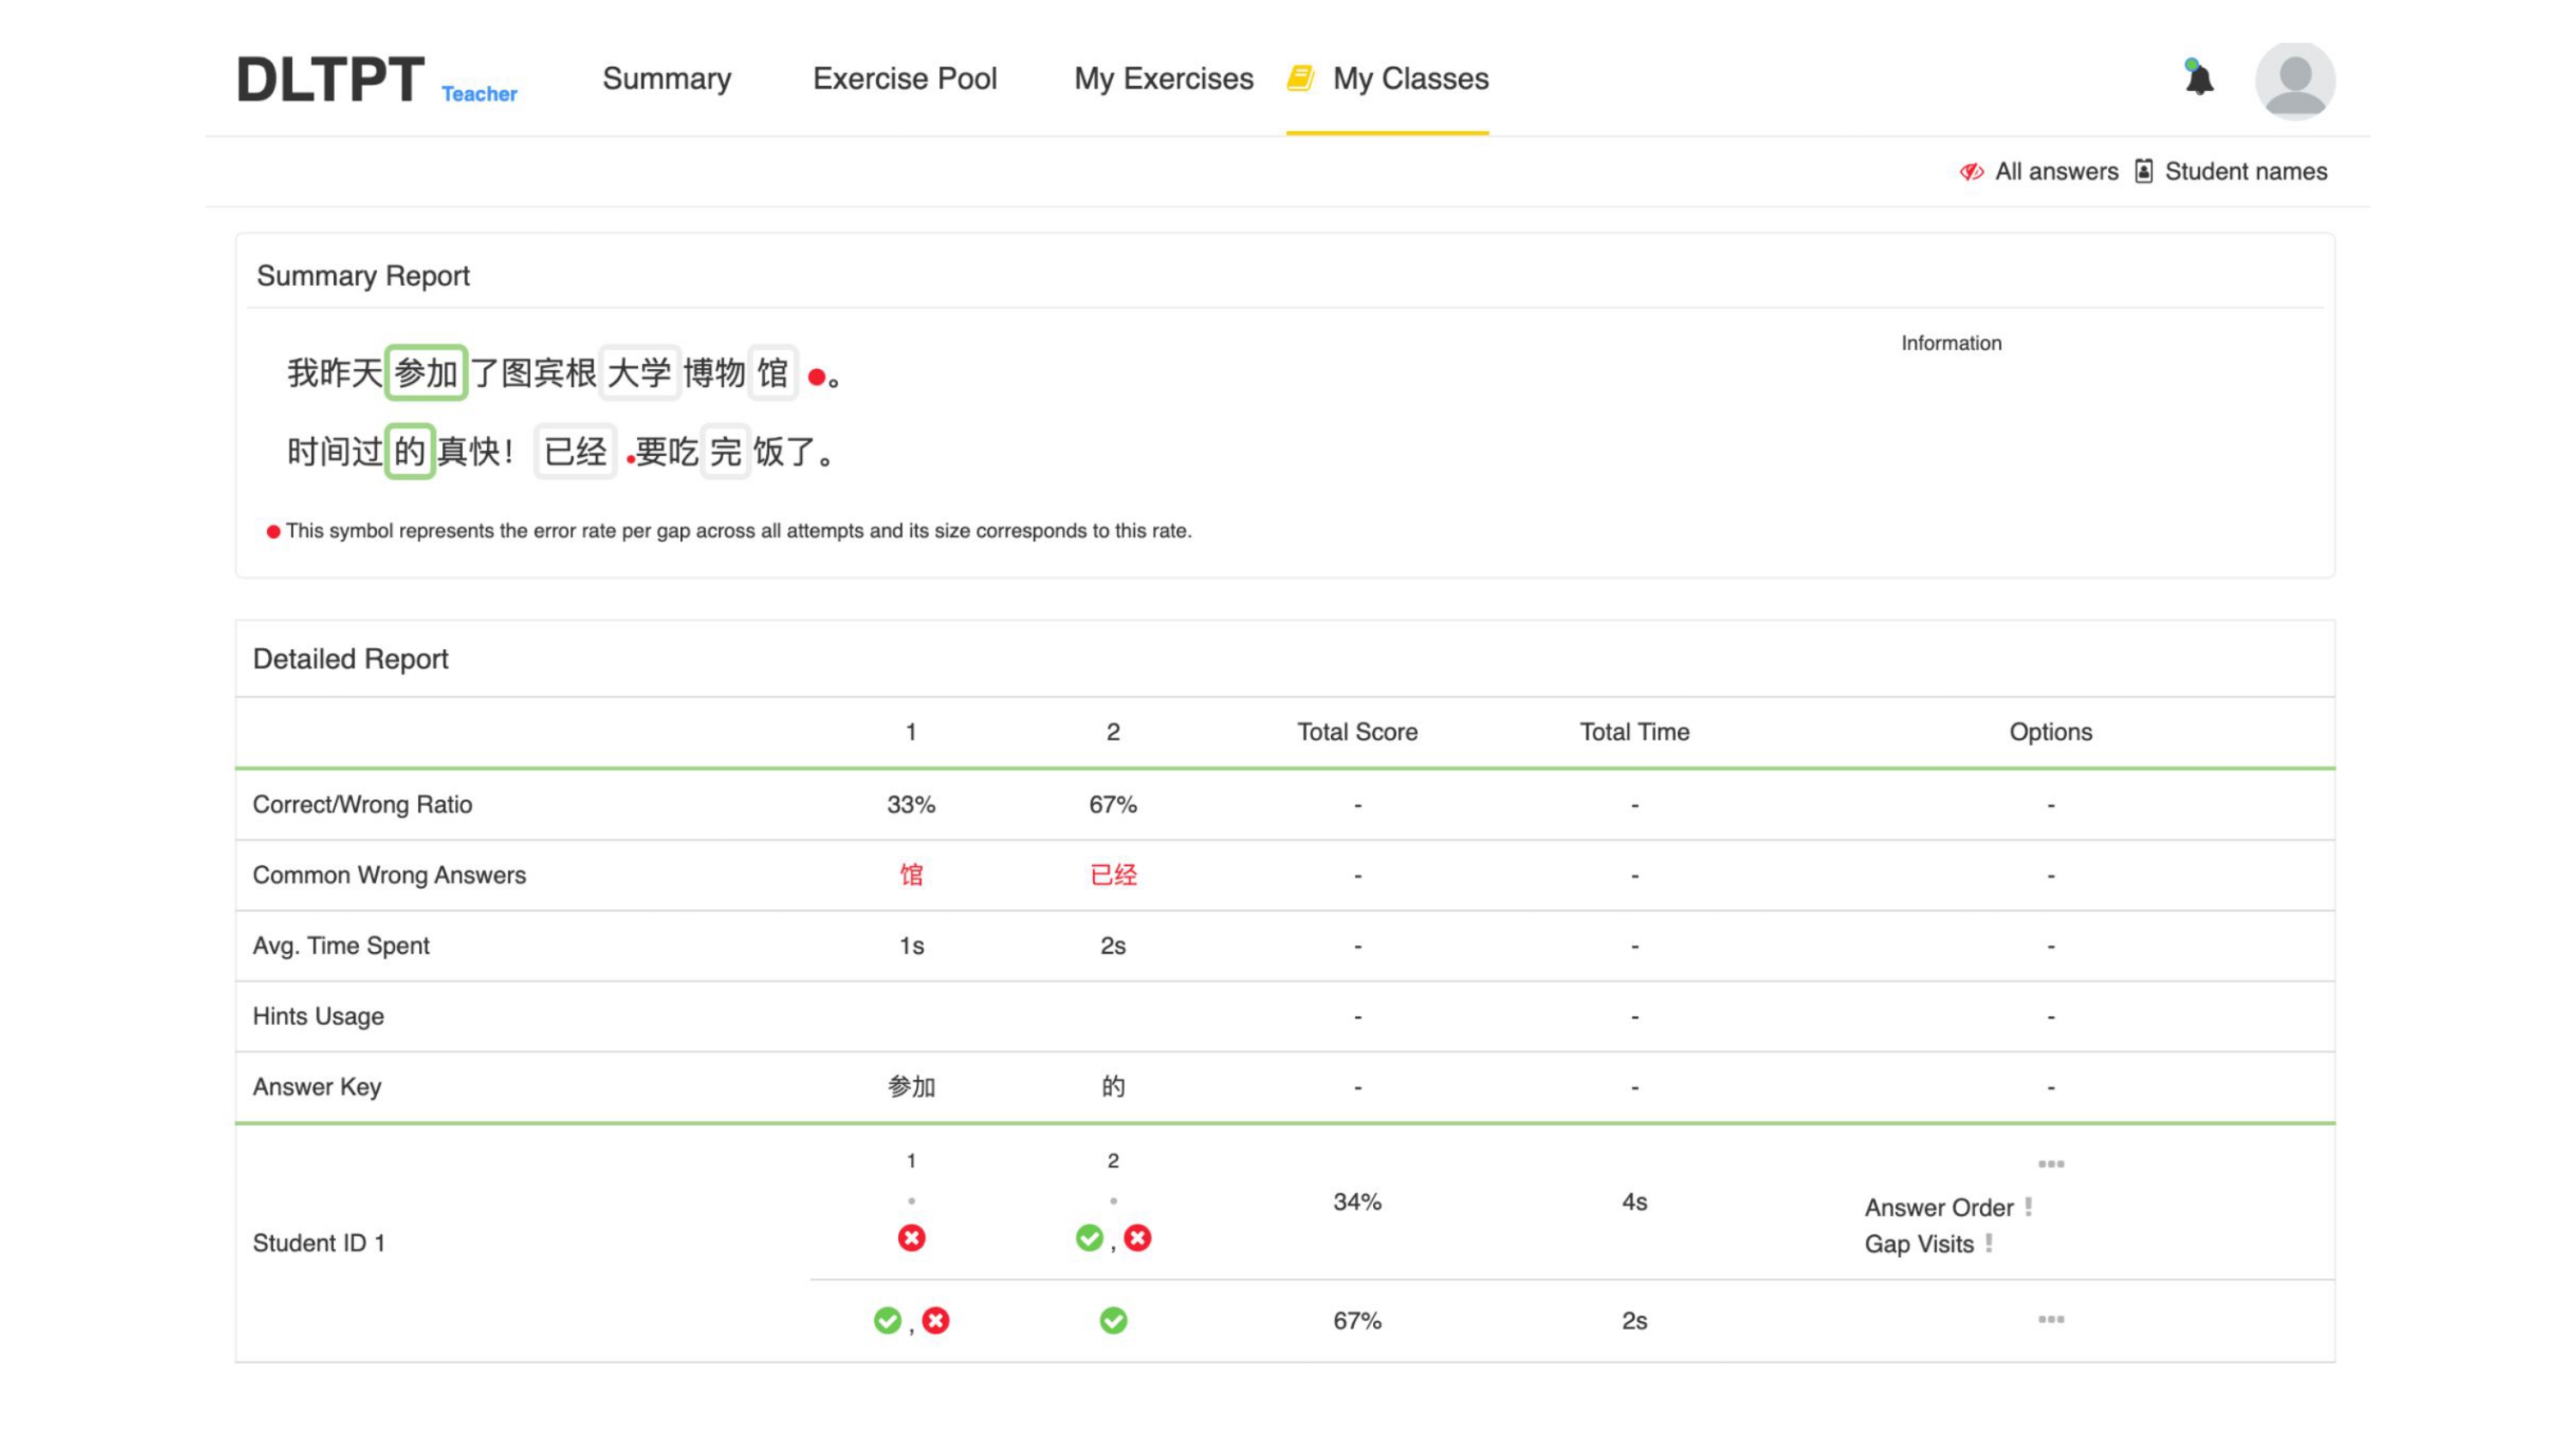 DLTPT Teacher Summary Exercise Pool My Exercises My Classes
All answers Student names
Summary Report
Information
我昨天 参加 了图宾根 大学 博物 馆 。
时间过 的 真快！ 已经 要吃 完 饭了。
This symbol represents the error rate per gap across all attempts and its size corresponds to this rate.
Detailed Report
1 2 Total Score Total Time Options
Correct/Wrong Ratio 33% 67% - - -
Common Wrong Answers 馆 已经 - - -
Avg. Time Spent 1s 2s - - -
Hints Usage - - -
Answer Key 参加 的 - - -
1 2
34% 4s
Answer Order !
, Gap Visits !
Student ID 1
, 67% 2s